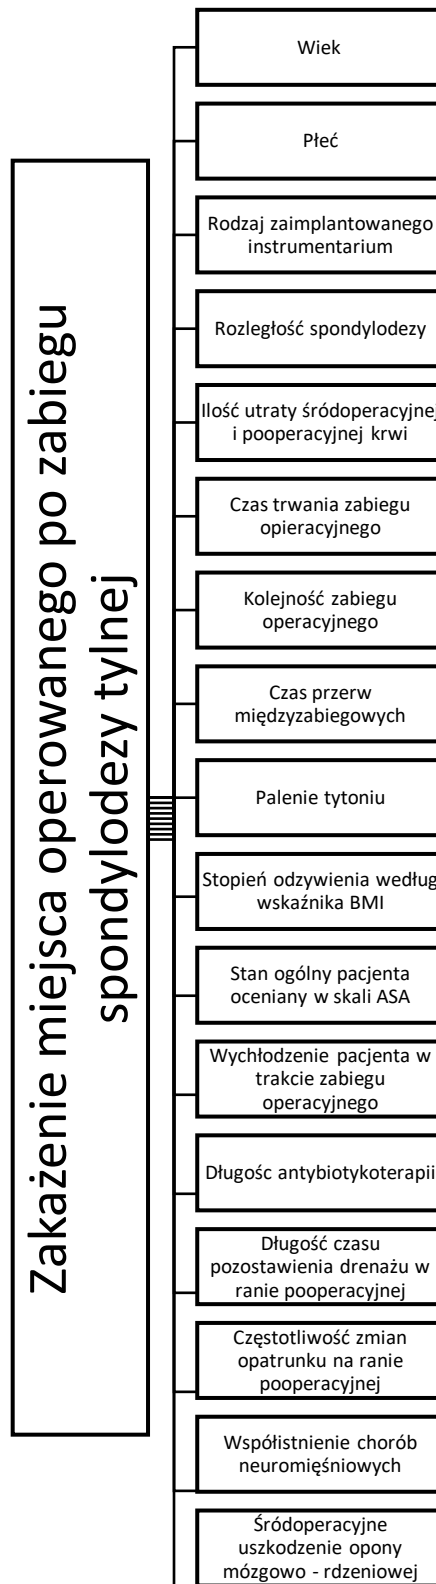 Zakażenie miejsca operowanego po zabiegu
spondylodezy tylnej
Wiek
Płeć
Rodzaj zaimplantowanego
instrumentarium
Rozległość spondylodezy
Ilość utraty śródoperacyjnej
i pooperacyjnej krwi
Czas trwania zabiegu
opieracyjnego
Kolejność zabiegu
operacyjnego
Czas przerw
międzyzabiegowych
Palenie tytoniu
Stopień odzywienia według
wskaźnika BMI
Stan ogólny pacjenta
oceniany w skali ASA
Wychłodzenie pacjenta w
trakcie zabiegu
operacyjnego
Długośc antybiotykoterapii
Długość czasu
pozostawienia drenażu w
ranie pooperacyjnej
Częstotliwość zmian
opatrunku na ranie
pooperacyjnej
Współistnienie chorób
neuromięśniowych
Śródoperacyjne
uszkodzenie opony
mózgowo - rdzeniowej